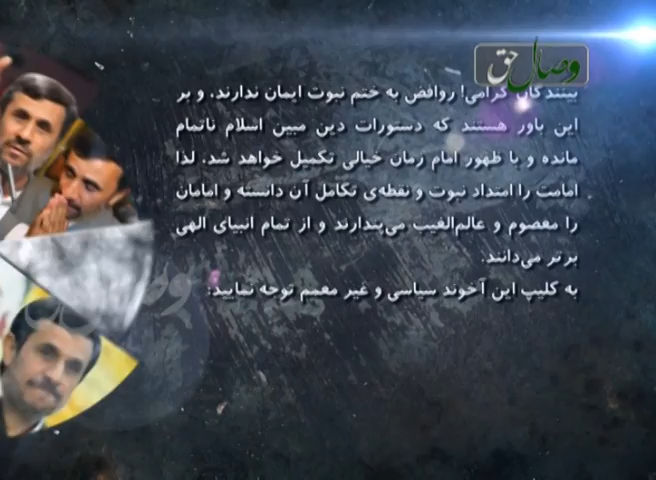 وصال حق
بینندگان گرامی! روافض به ختم نبوت ایمان ندارند. و بر
این باور هستند که دستورات دین مبین اسلام ناتمام
مانده و با ظهور امام زمان خیالی تکمیل خواهد شد. لذا
امامت را امتداد نبوت و نقطه‌ی تکامل آن دانسته و امامان
را معصوم و عالم‌الغیب می‌پندارند و از تمام انبیای الهی
برتر می‌دانند.
به کلیپ این آخوند سیاسی و غیر معمم توجه نمایید:
وصال